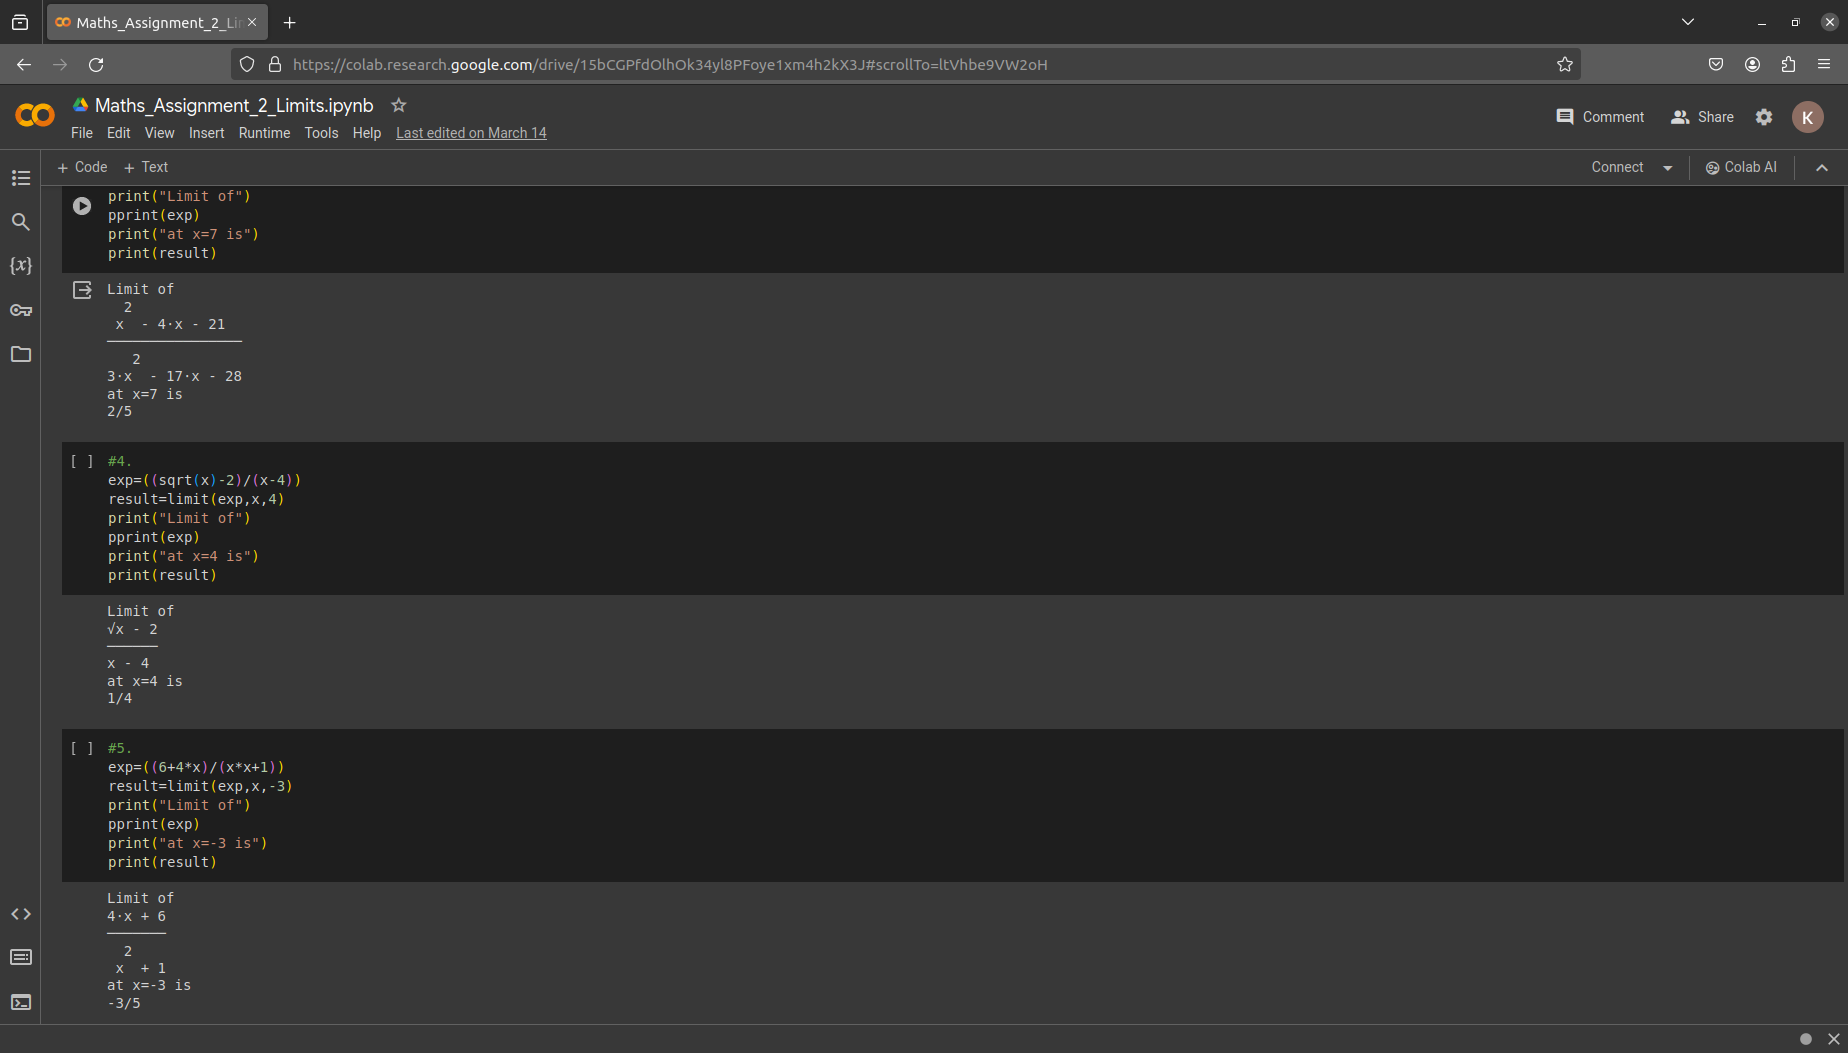 Maths_Assignment_2_Li
https://colab.research.google.com/drive/15bCGPfdOlhOk34yl8PFoye1xm4h2kX3J#scrollTo=ltVhbe9VW2oH
Maths_Assignment_2_Limits.ipynb
File Edit View Insert Runtime Tools Help Last edited on March 14
Comment Share K
+ Code + Text
Connect Colab AI
{x}
print("Limit of")
pprint(exp)
print("at x=7 is")
print(result)
Limit of
2
x - 4·x - 21
2
3·x - 17·x - 28
at x=7 is
2/5
[ ] #4.
exp=((sqrt(x)-2)/(x-4))
result=limit(exp,x,4)
print("Limit of")
pprint(exp)
print("at x=4 is")
print(result)
Limit of
√x - 2
x - 4
at x=4 is
1/4
[ ] #5.
exp=((6+4*x)/(x*x+1))
result=limit(exp,x,-3)
print("Limit of")
pprint(exp)
print("at x=-3 is")
print(result)
Limit of
4·x + 6
2
x + 1
at x=-3 is
-3/5